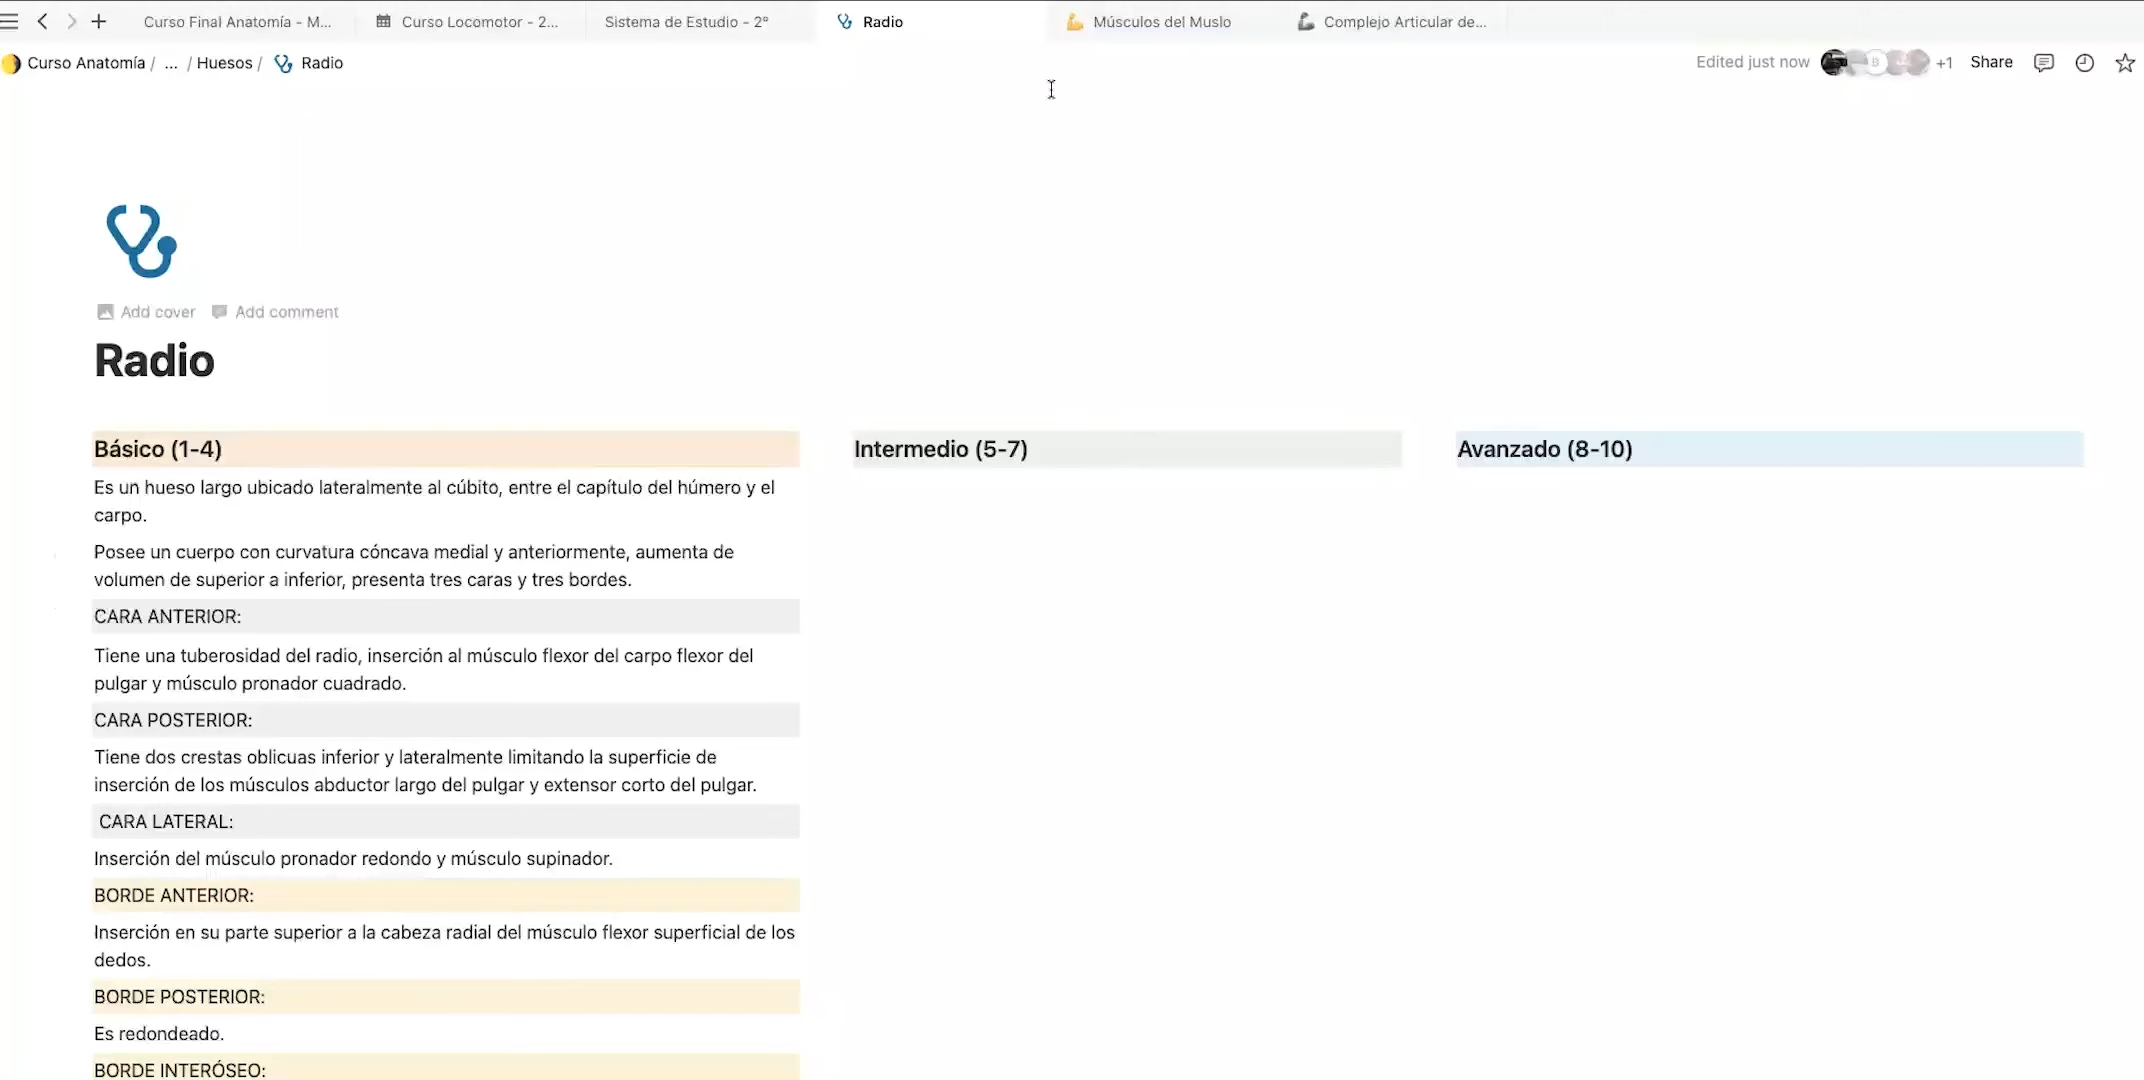 Curso Final Anatomía - M...
Curso Locomotor - 2...
Sistema de Estudio - 2º
Radio
Músculos del Muslo
Complejo Articular de...
Curso Anatomía / ... / Huesos / Radio
Edited just now
+1
Share
Add cover
Add comment
Radio
Básico (1-4)
Es un hueso largo ubicado lateralmente al cúbito, entre el capítulo del húmero y el
carpo.
Posee un cuerpo con curvatura cóncava medial y anteriormente, aumenta de
volumen de superior a inferior, presenta tres caras y tres bordes.
CARA ANTERIOR:
Tiene una tuberosidad del radio, inserción al músculo flexor del carpo flexor del
pulgar y músculo pronador cuadrado.
CARA POSTERIOR:
Tiene dos crestas oblicuas inferior y lateralmente limitando la superficie de
inserción de los músculos abductor largo del pulgar y extensor corto del pulgar.
CARA LATERAL:
Inserción del músculo pronador redondo y músculo supinador.
BORDE ANTERIOR:
Inserción en su parte superior a la cabeza radial del músculo flexor superficial de los
dedos.
BORDE POSTERIOR:
Es redondeado.
BORDE INTERÓSEO:
Intermedio (5-7)
Avanzado (8-10)